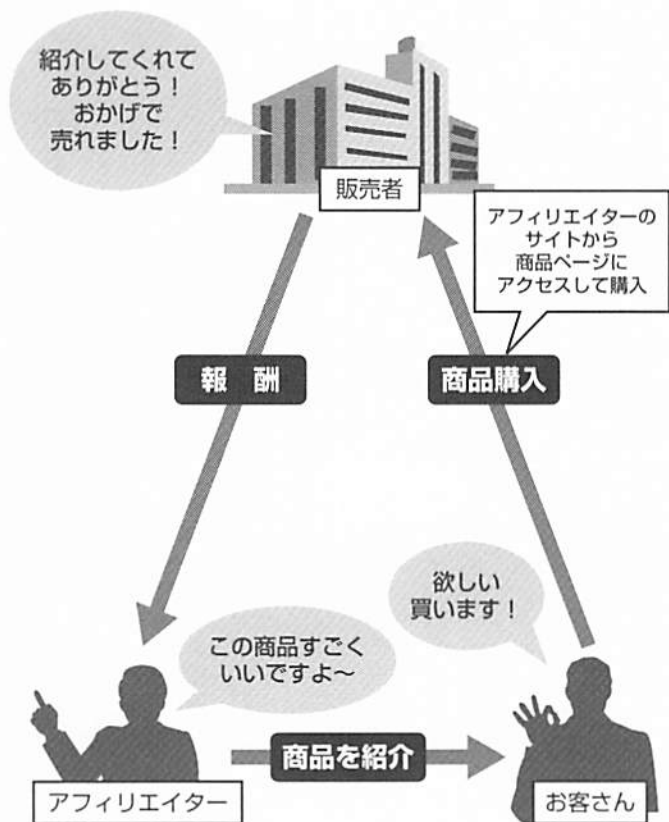 紹介してくれて
ありがとう！
おかげで
売れました！
販売者
アフィリエイターの
サイトから
商品ページに
アクセスして購入
報　酬
商品購入
欲しい
買います！
この商品すごく
いいですよ〜
商品を紹介
アフィリエイター
お客さん